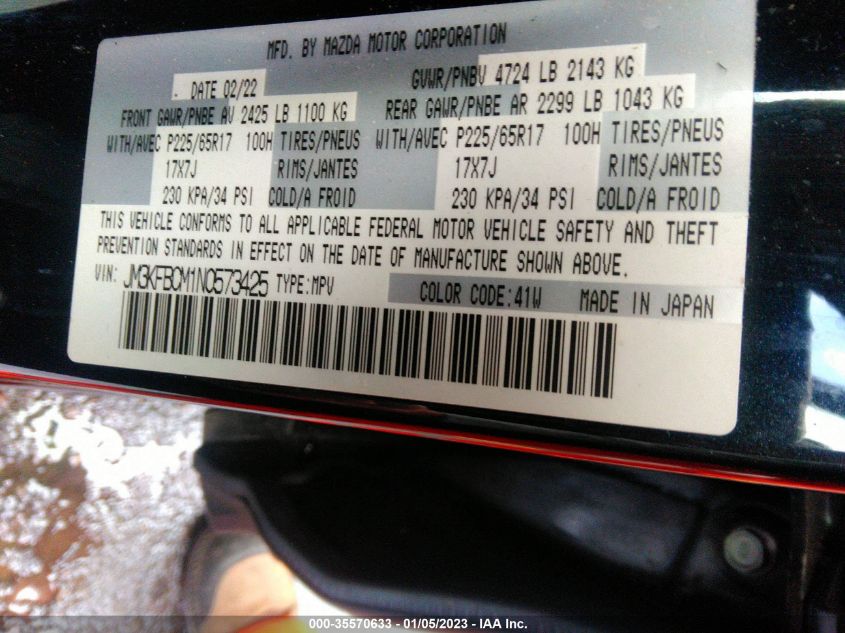 MFD. BY MAZDA MOTOR CORPORATION
DATE 02/22 GVWR/PNBV 4724 LB 2143 KG
FRONT GAWR/PNBE AV 2425 LB 1100 KG REAR GAWR/PNBE AR 2299 LB 1043 KG
WITH/AVEC P225/65R17 100H TIRES/PNEUS WITH/AVEC P225/65R17 100H TIRES/PNEUS
17X7J RIMS/JANTES 17X7J RIMS/JANTES
230 KPA/34 PSI COLD/A FROID 230 KPA/34 PSI COLD/A FROID
THIS VEHICLE CONFORMS TO ALL APPLICABLE FEDERAL MOTOR VEHICLE SAFETY AND THEFT
PREVENTION STANDARDS IN EFFECT ON THE DATE OF MANUFACTURE SHOWN ABOVE.
VIN: JM3KFBCM1N0573425 TYPE:MPV COLOR CODE:41W MADE IN JAPAN
000-35570633 - 01/05/2023 - IAA Inc.